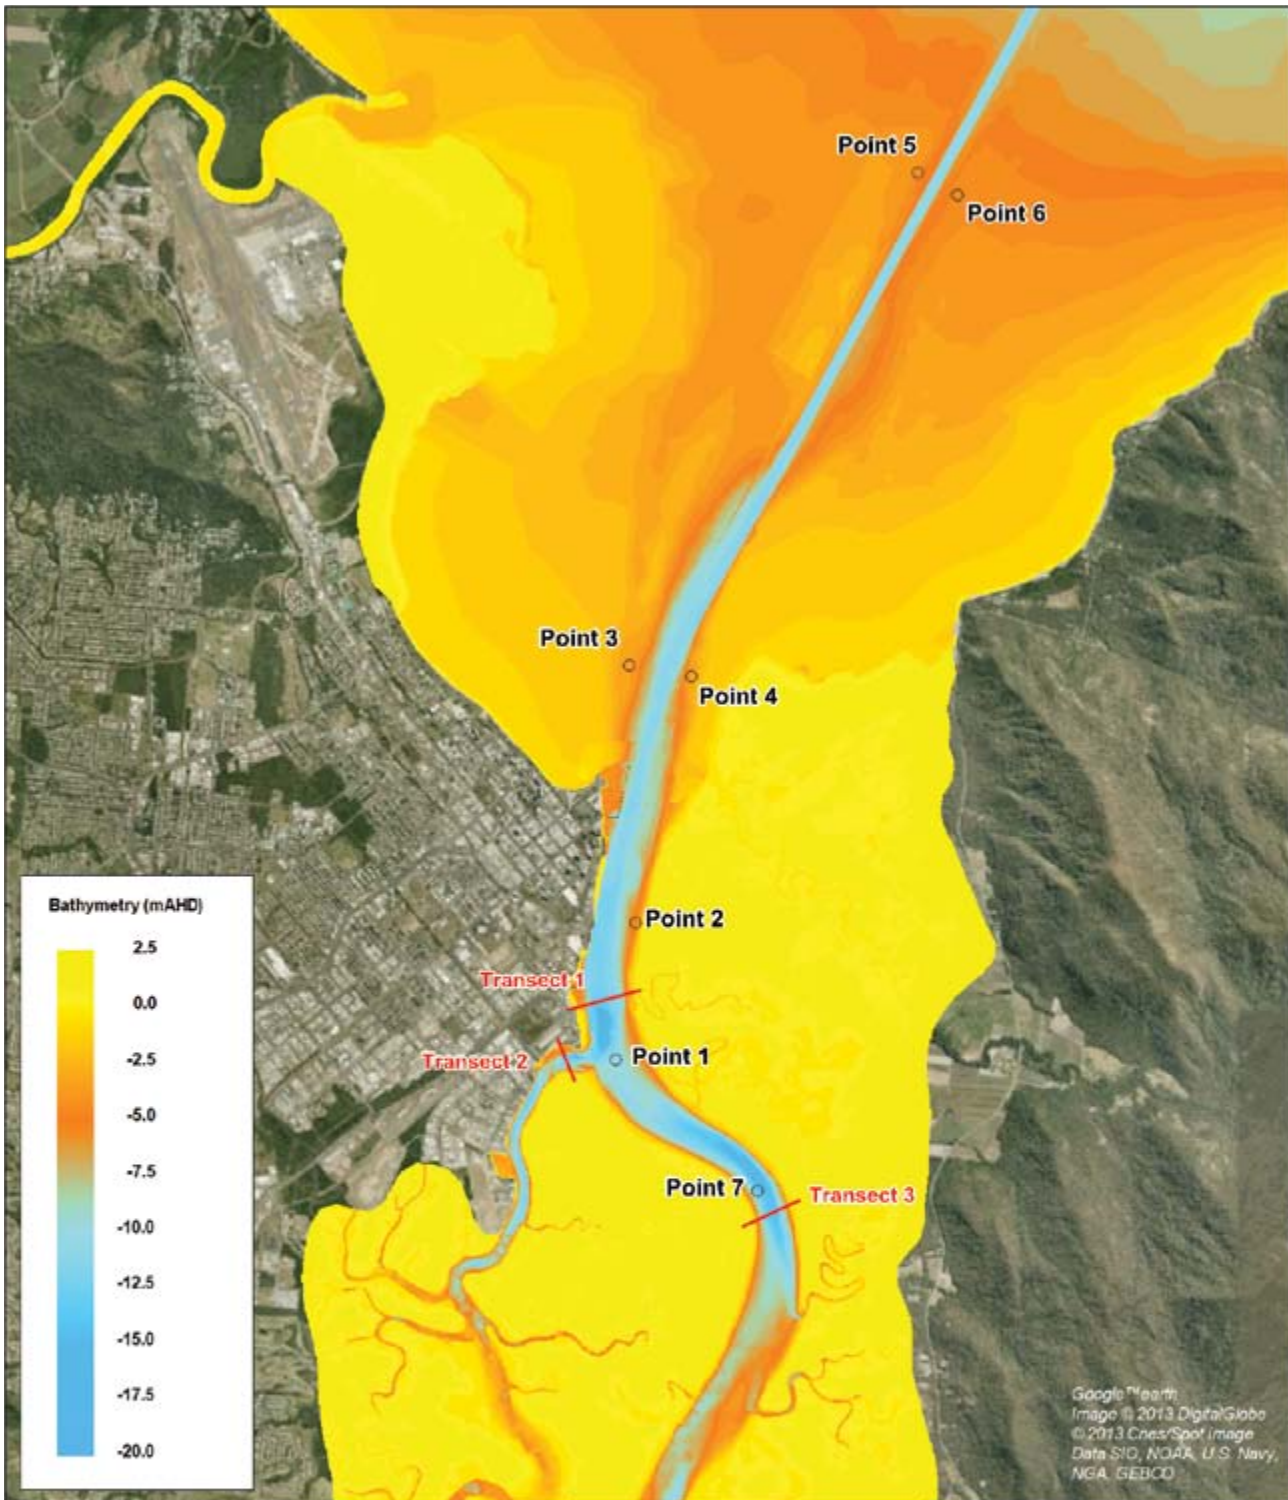 Point 5
Point 6
Point 3
Point 4
Point 2
Transect 1
Transect 2
Point 1
Point 7
Transect 3
Bathymetry (mAHD)
2.5
0.0
-2.5
-5.0
-7.5
-10.0
-12.5
-15.0
-17.5
-20.0
Google™earth
Image © 2013 DigitalGlobe
© 2013 Cnes/Spot Image
Data SIO, NOAA, U.S. Navy,
NGA, GEBCO